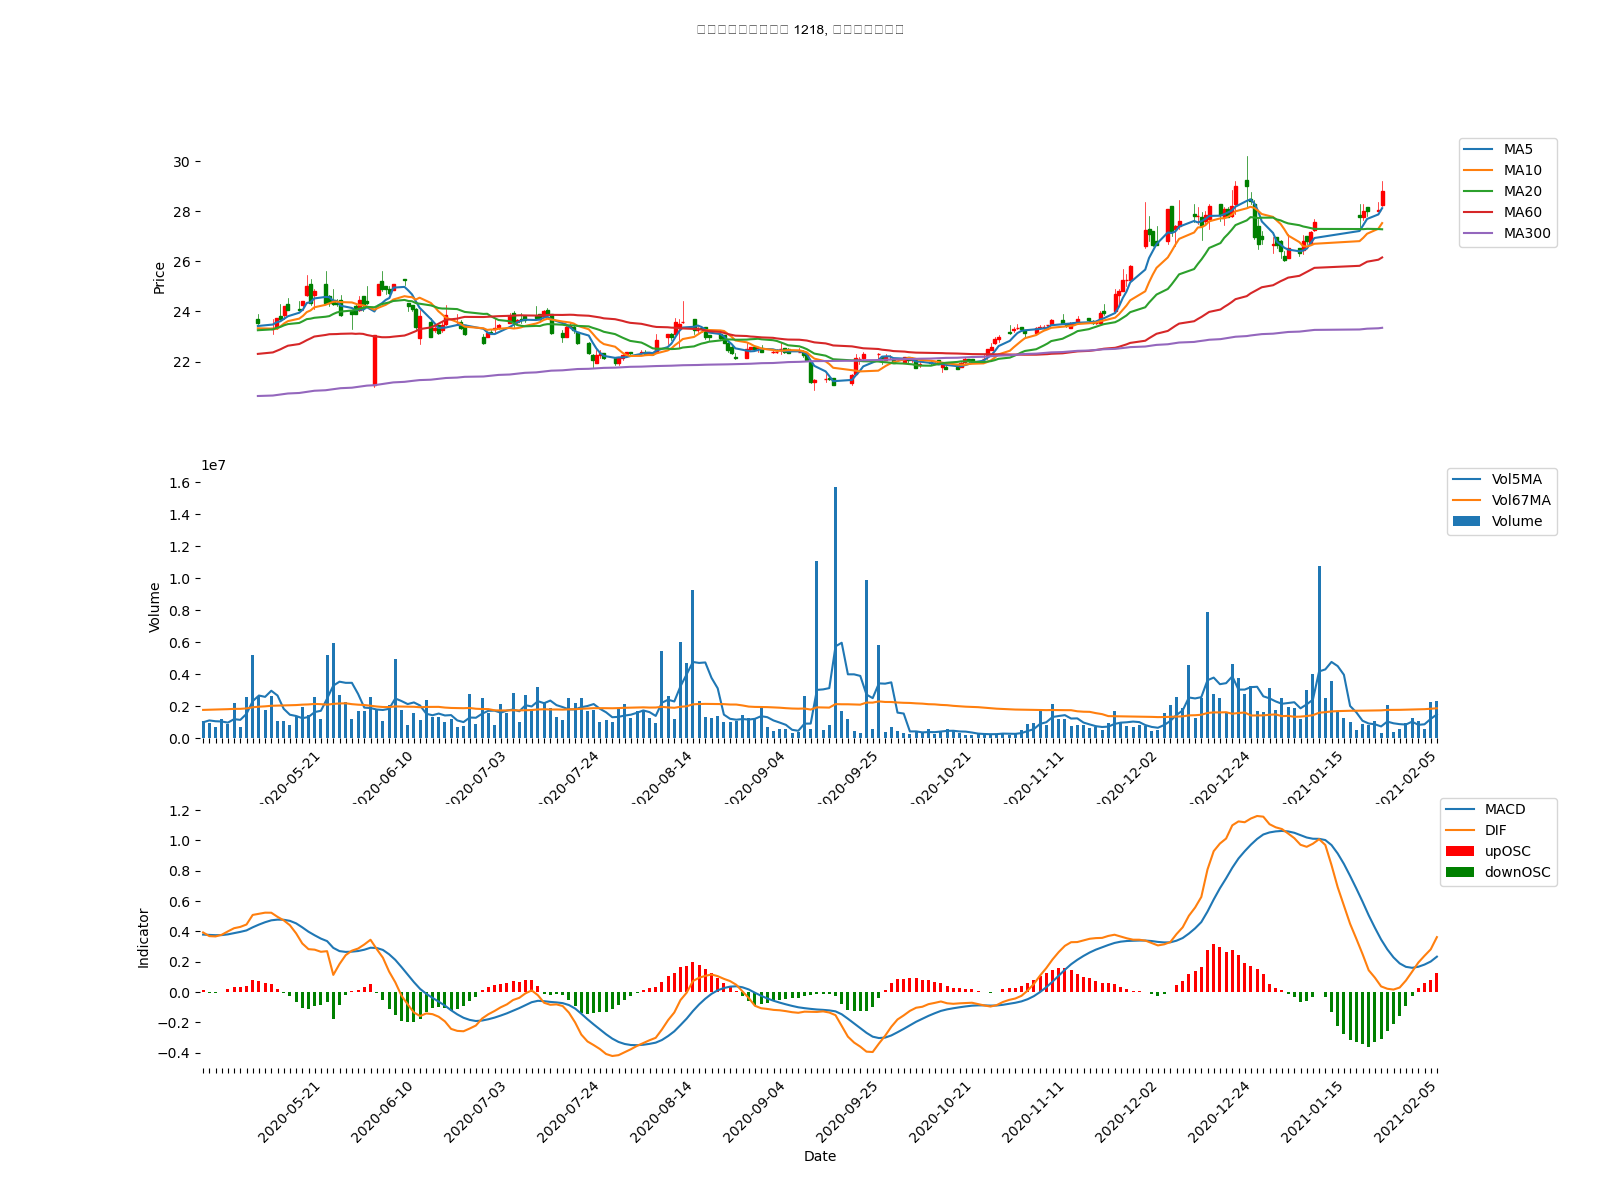 1218,
30
28
26
24
22
Price
MA5
MA10
MA20
MA60
MA300
1e7
1.6
1.4
1.2
1.0
0.8
0.6
0.4
0.2
0.0
Volume
Vol5MA
Vol67MA
Volume
2020-05-21
2020-06-10
2020-07-03
2020-07-24
2020-08-14
2020-09-04
2020-09-25
2020-10-21
2020-11-11
2020-12-02
2020-12-24
2021-01-15
2021-02-05
1.2
1.0
0.8
0.6
0.4
0.2
0.0
−0.2
−0.4
Indicator
MACD
DIF
upOSC
downOSC
2020-05-21
2020-06-10
2020-07-03
2020-07-24
2020-08-14
2020-09-04
2020-09-25
2020-10-21
2020-11-11
2020-12-02
2020-12-24
2021-01-15
2021-02-05
Date